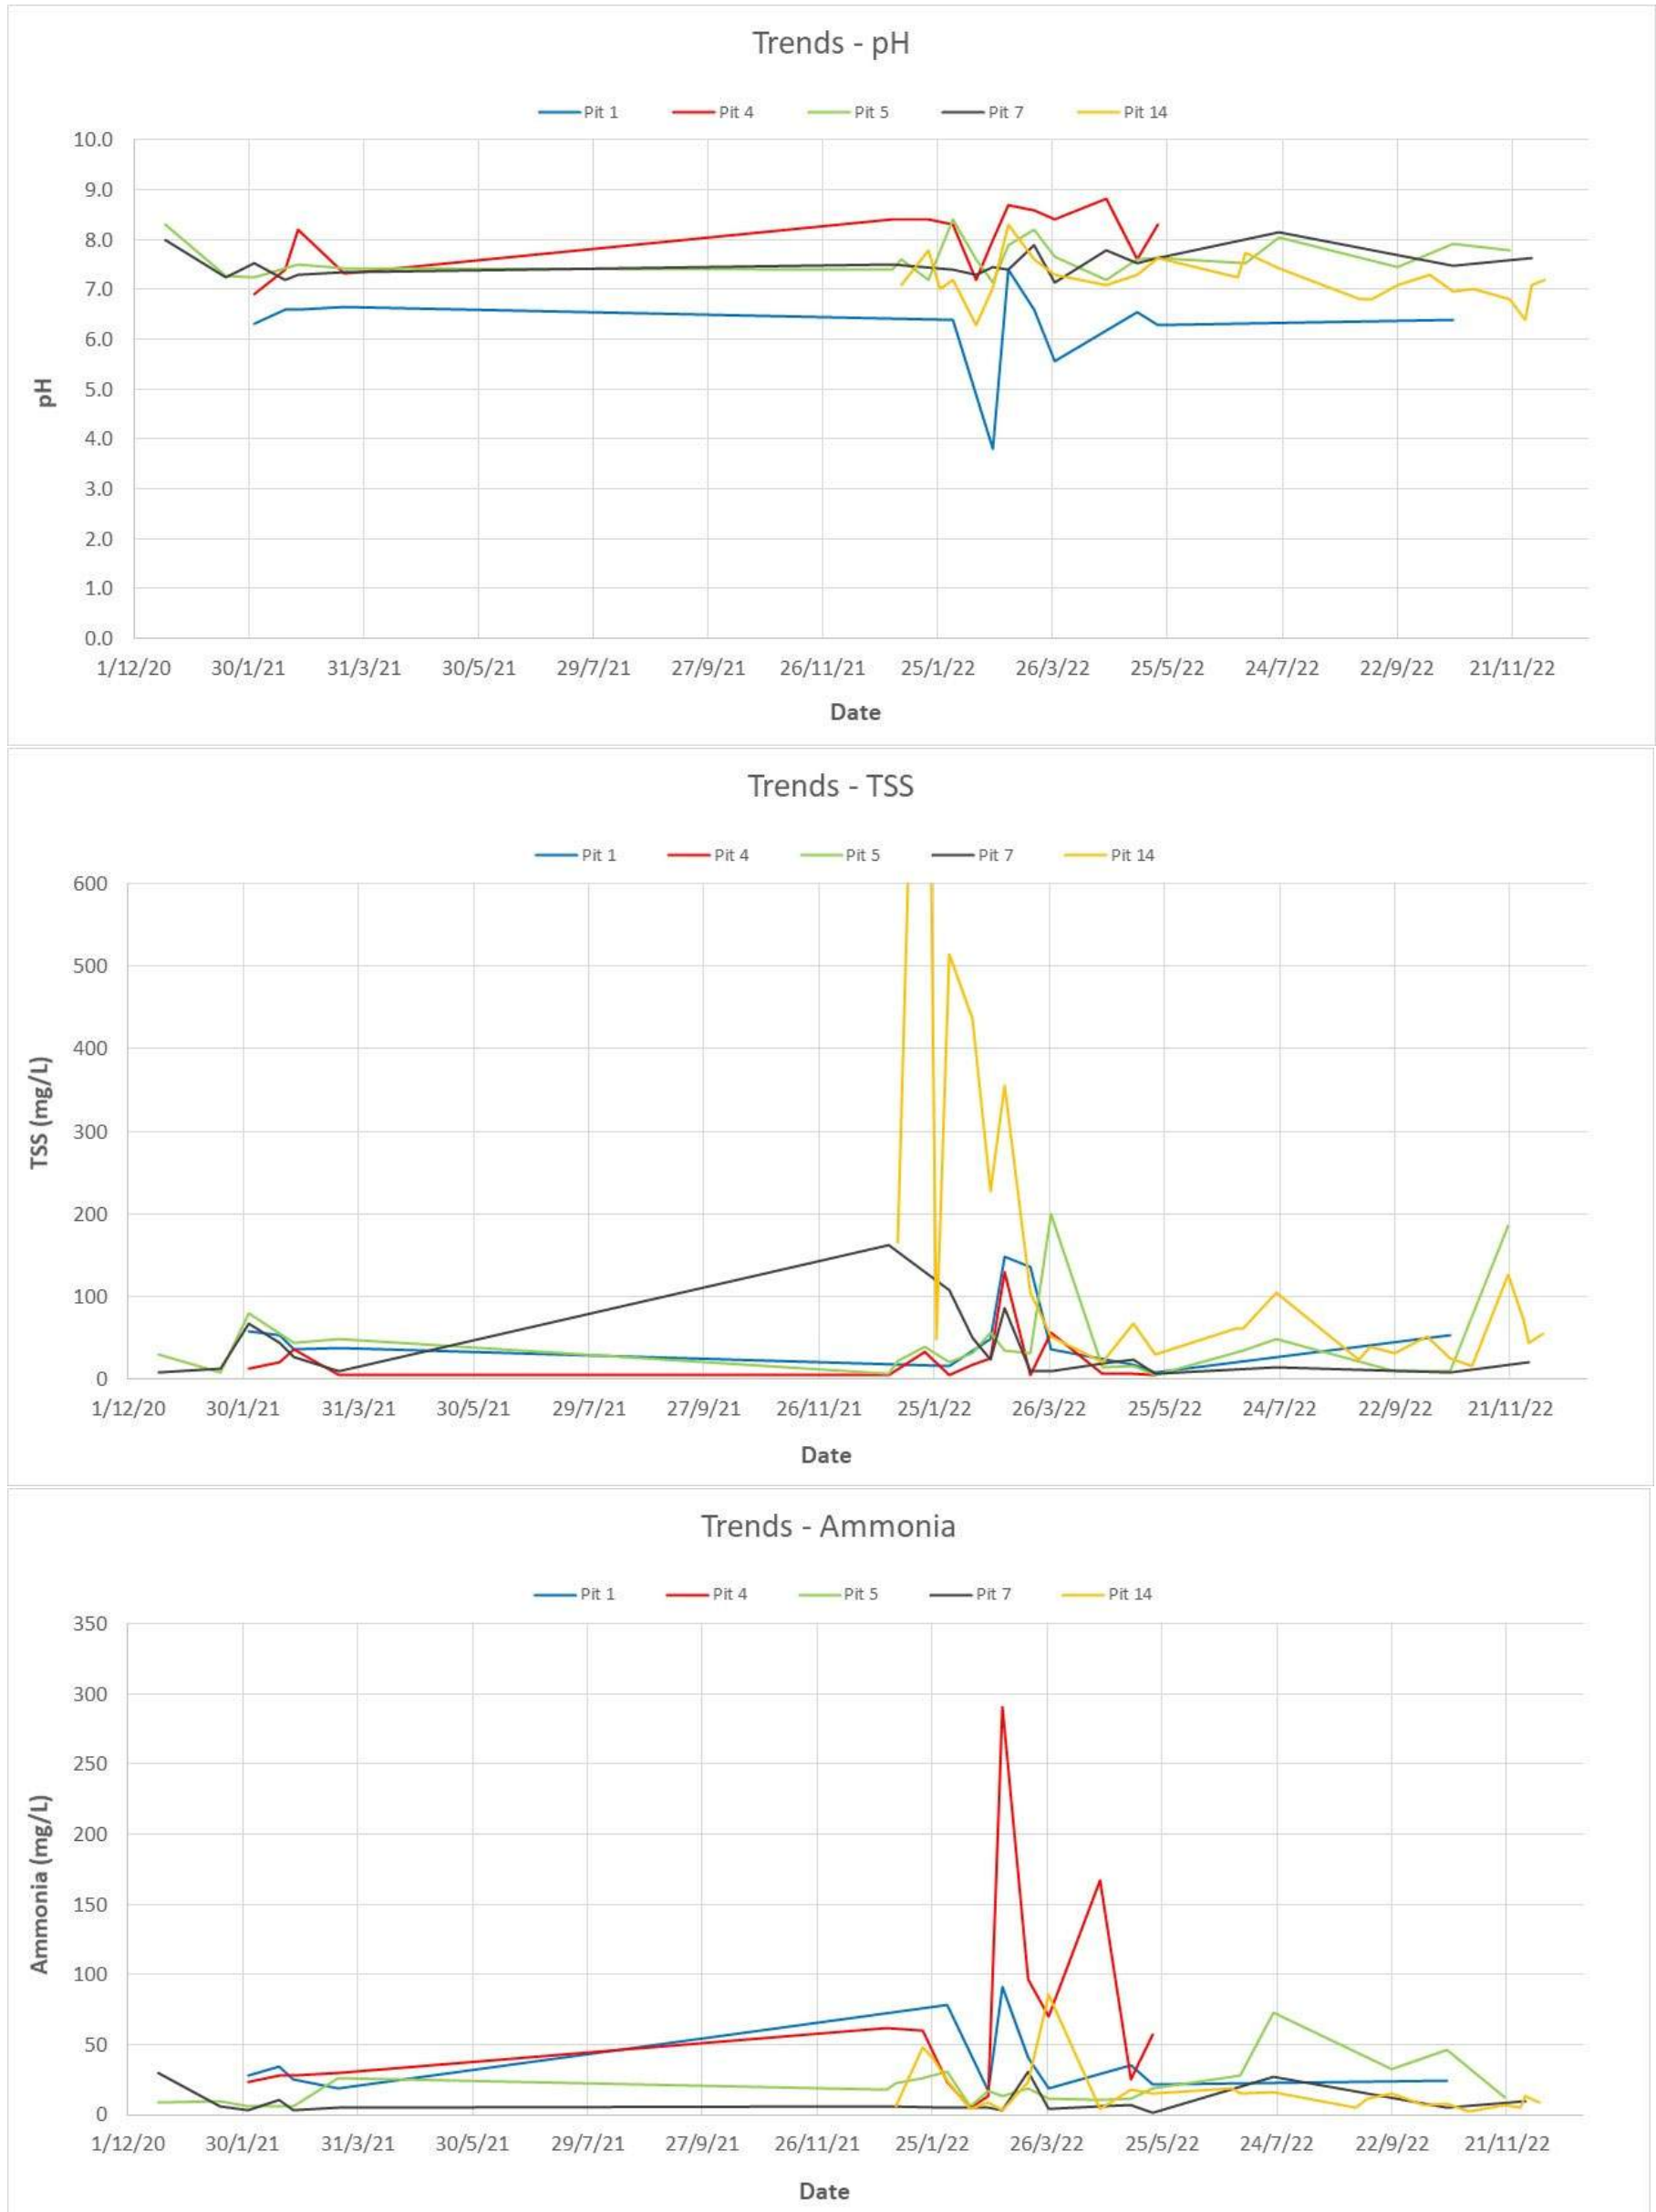 Trends - pH
Pit 1 Pit 4 Pit 5 Pit 7 Pit 14
10.0
9.0
8.0
7.0
6.0
5.0
4.0
3.0
2.0
1.0
0.0
pH
1/12/20 30/1/21 31/3/21 30/5/21 29/7/21 27/9/21 26/11/21 25/1/22 26/3/22 25/5/22 24/7/22 22/9/22 21/11/22
Date
Trends - TSS
Pit 1 Pit 4 Pit 5 Pit 7 Pit 14
600
500
400
300
200
100
0
TSS (mg/L)
1/12/20 30/1/21 31/3/21 30/5/21 29/7/21 27/9/21 26/11/21 25/1/22 26/3/22 25/5/22 24/7/22 22/9/22 21/11/22
Date
Trends - Ammonia
Pit 1 Pit 4 Pit 5 Pit 7 Pit 14
350
300
250
200
150
100
50
0
Ammonia (mg/L)
1/12/20 30/1/21 31/3/21 30/5/21 29/7/21 27/9/21 26/11/21 25/1/22 26/3/22 25/5/22 24/7/22 22/9/22 21/11/22
Date